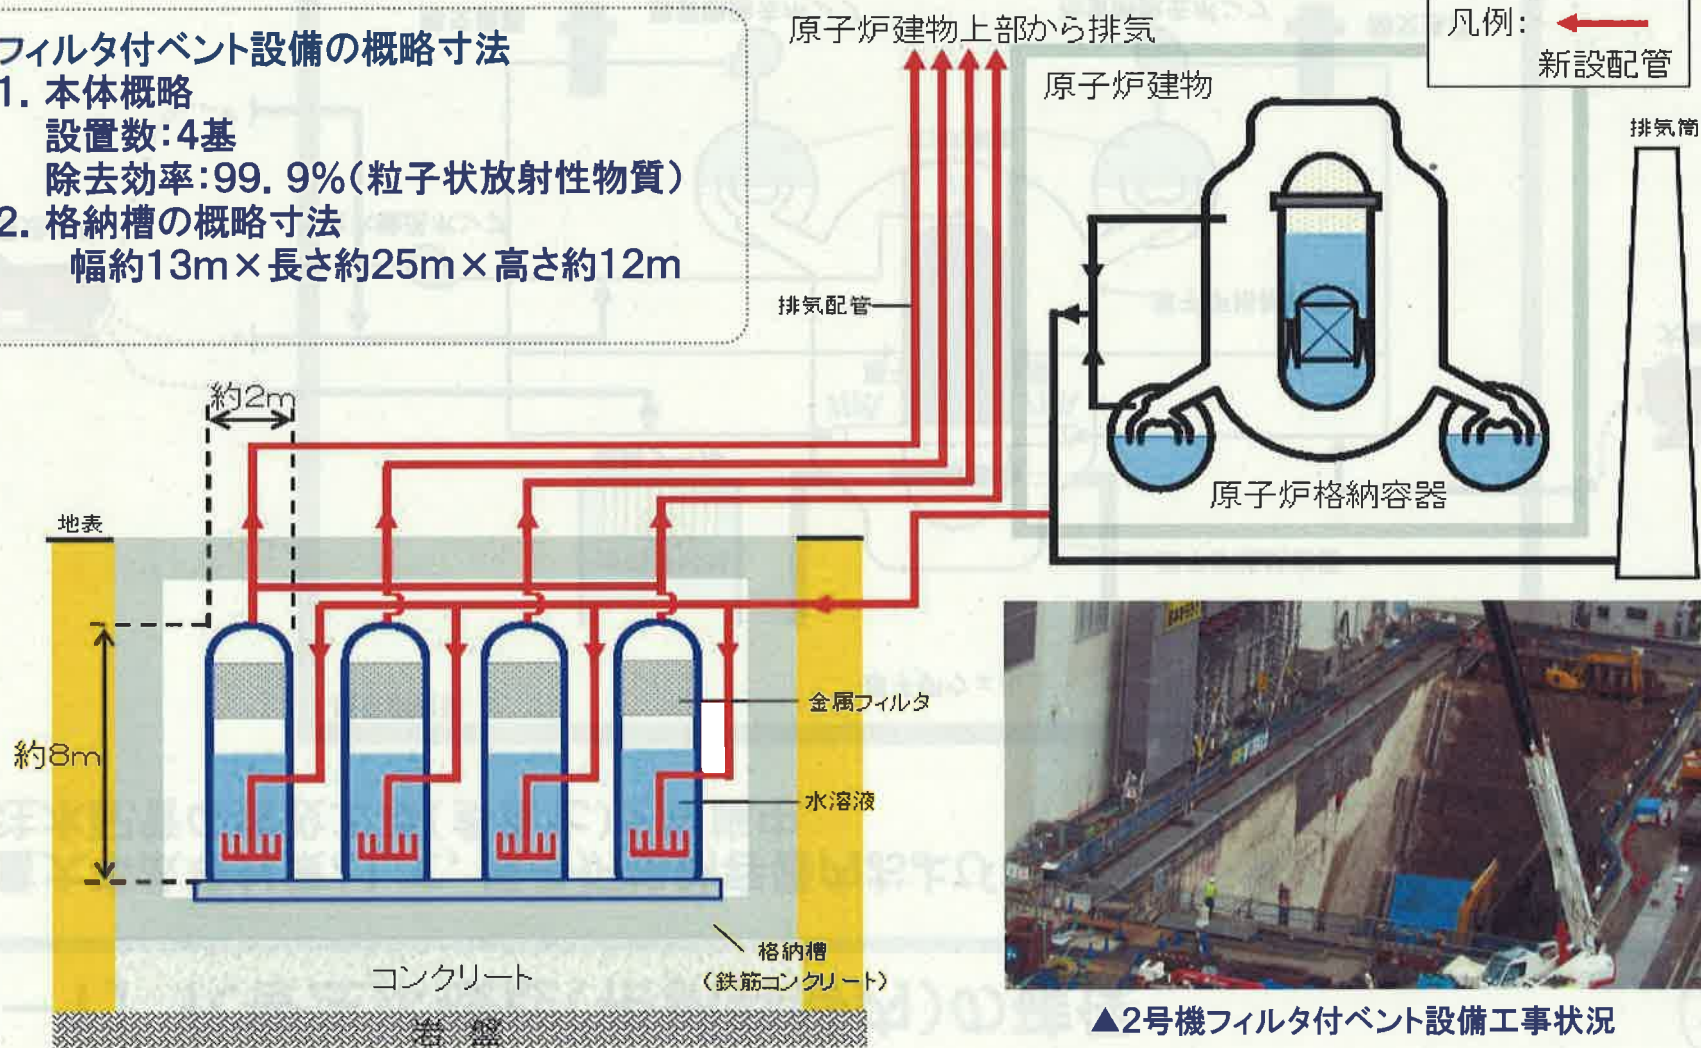 フィルタ付ベント設備の概略寸法
1. 本体概略
設置数:4基
除去効率:99.9%(粒子状放射性物質)
2. 格納槽の概略寸法
幅約13m×長さ約25m×高さ約12m
原子炉建物上部から排気
凡例:
新設配管
原子炉建物
排気筒
排気配管
原子炉格納容器
約2m
地表
約8m
金属フィルタ
水溶液
格納槽
(鉄筋コンクリート)
コンクリート
岩盤
▲2号機フィルタ付ベント設備工事状況